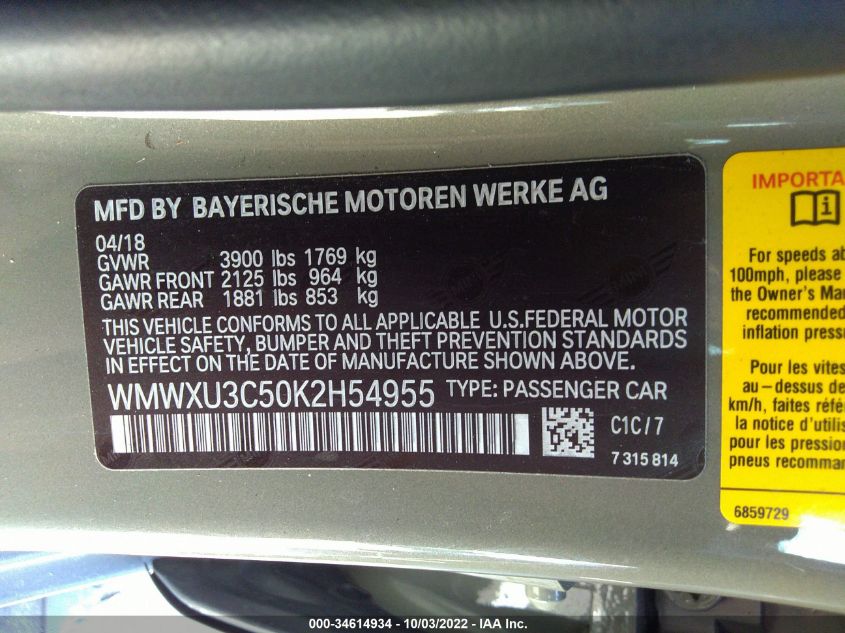 MFD BY BAYERISCHE MOTOREN WERKE AG
04/18
GVWR 3900 lbs 1769 kg
GAWR FRONT 2125 lbs 964 kg
GAWR REAR 1881 lbs 853 kg
THIS VEHICLE CONFORMS TO ALL APPLICABLE U.S.FEDERAL MOTOR
VEHICLE SAFETY, BUMPER AND THEFT PREVENTION STANDARDS
IN EFFECT ON THE DATE OF MANUFACTURE SHOWN ABOVE.
WMWXU3C50K2H54955 TYPE: PASSENGER CAR
C1C/7
7 315 814
IMPORTA
For speeds ab
100mph, please
the Owner's Man
recommended
inflation pressu
Pour les vites
au-dessus de
km/h, faites réfé
la notice d'utili
pour les pression
pneus recomman
6859729
000-34614934 - 10/03/2022 - IAA Inc.